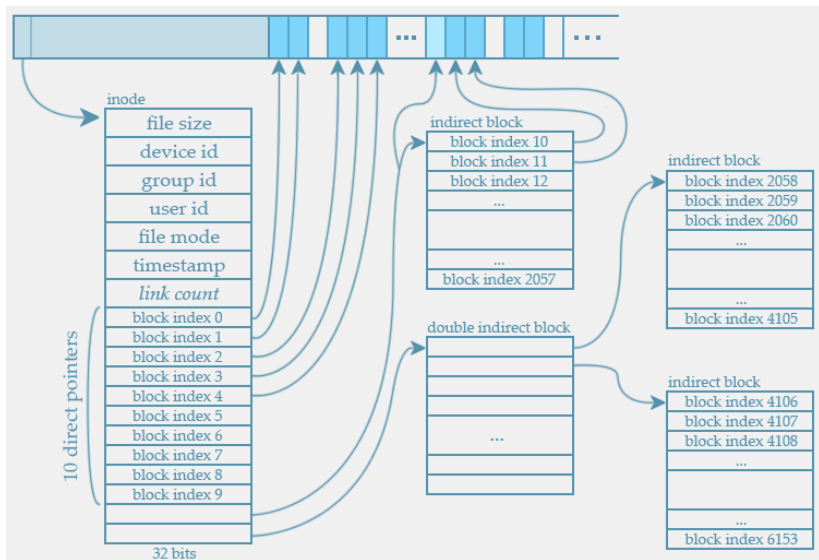 ...
...
inode
file size
device id
group id
user id
file mode
timestamp
link count
block index 0
block index 1
block index 2
block index 3
block index 4
block index 5
block index 6
block index 7
block index 8
block index 9
10 direct pointers
32 bits
indirect block
block index 10
block index 11
block index 12
...
...
block index 2057
double indirect block
...
indirect block
block index 2058
block index 2059
block index 2060
...
...
block index 4105
indirect block
block index 4106
block index 4107
block index 4108
...
...
block index 6153